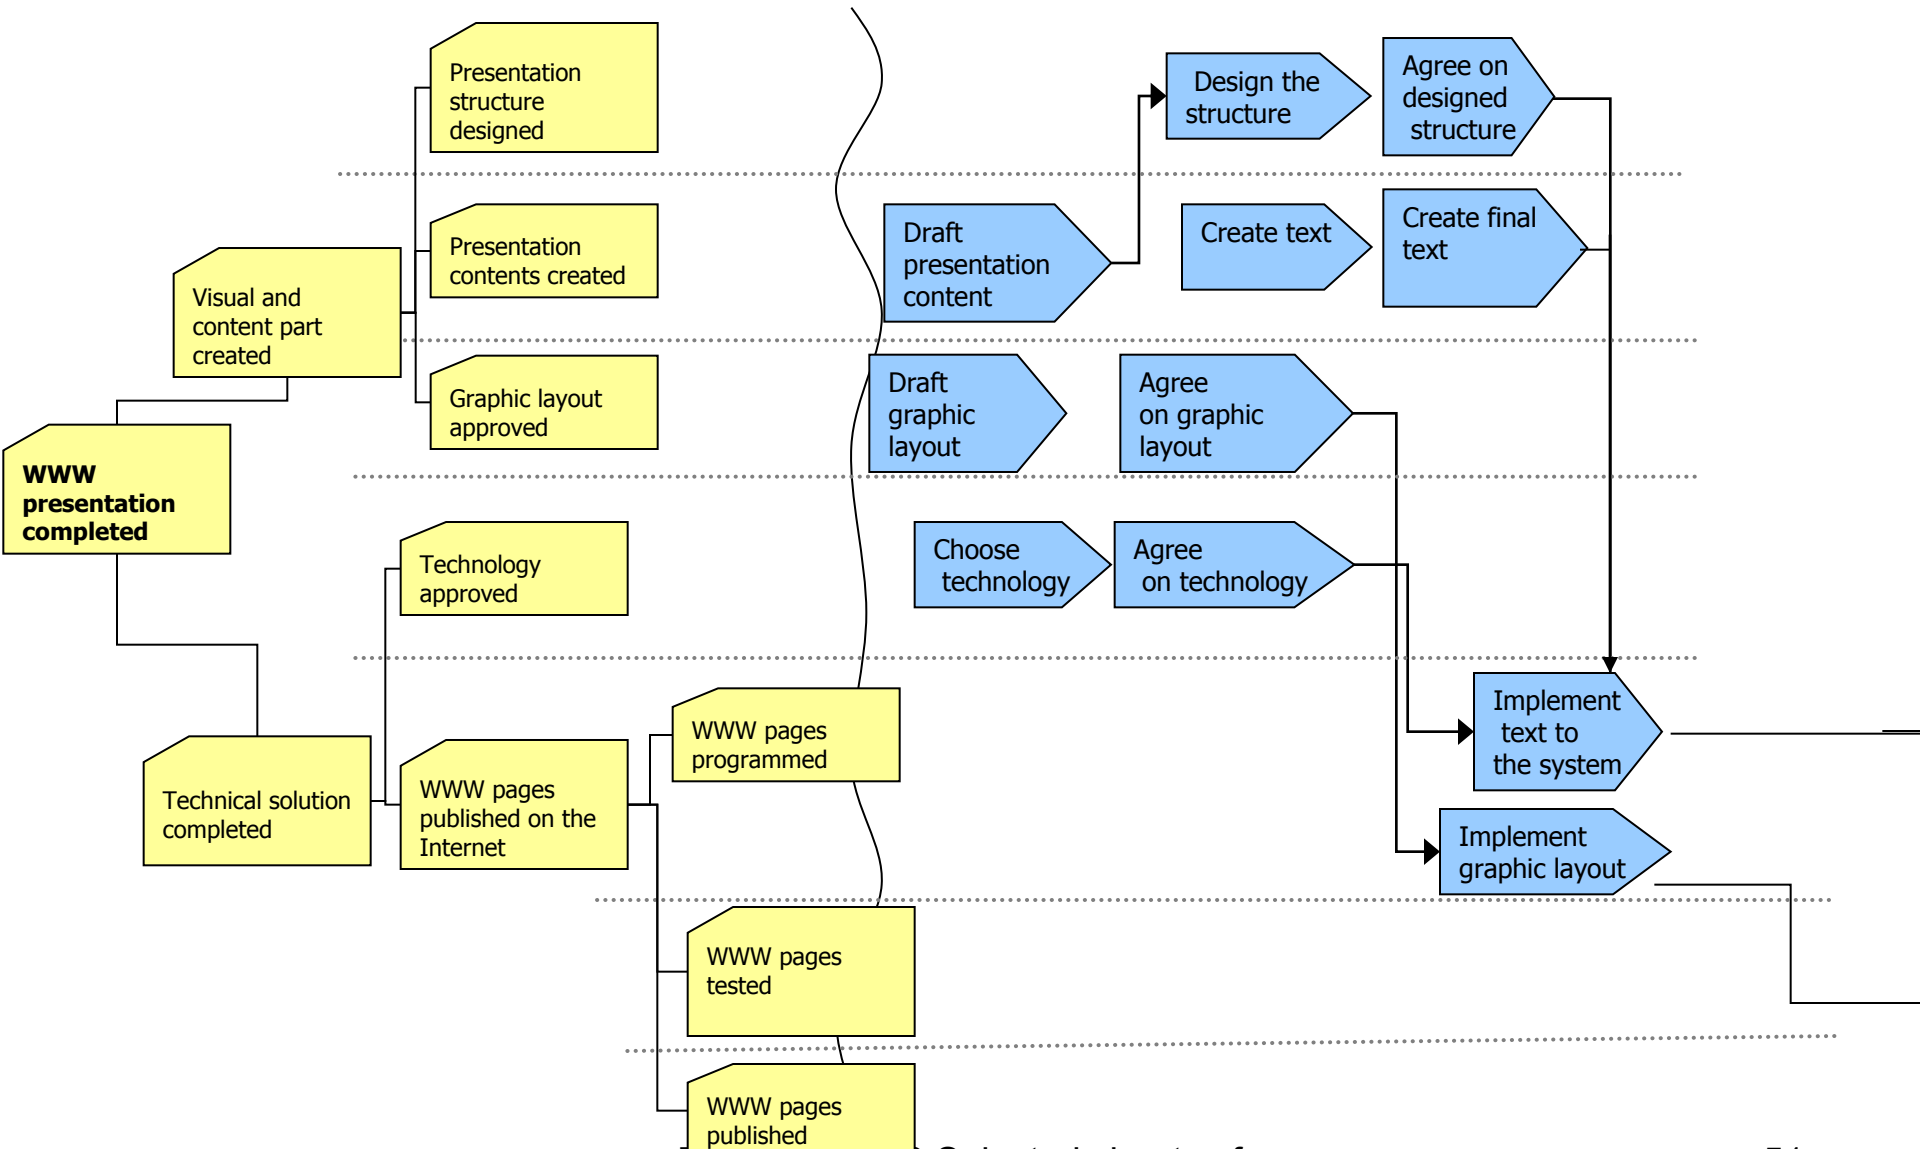 Presentation
structure
designed
Design the
structure
Agree on
designed
structure
Presentation
contents created
Draft
presentation
content
Create text
Create final
text
Visual and
content part
created
Graphic layout
approved
Draft
graphic
layout
Agree
on graphic
layout
WWW
presentation
completed
Technology
approved
Choose
technology
Agree
on technology
Technical solution
completed
WWW pages
published on the
Internet
WWW pages
programmed
Implement
text to
the system
Implement
graphic layout
WWW pages
tested
WWW pages
published